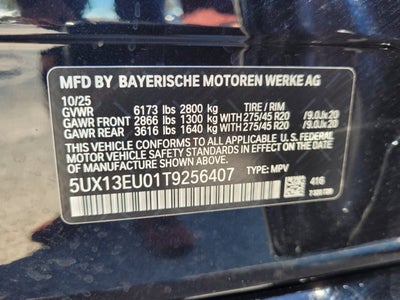 MFD BY BAYERISCHE MOTOREN WERKE AG
10/25
GVWR 6173 lbs 2800 kg TIRE / RIM
GAWR FRONT 2866 lbs 1300 kg WITH 275/45 R20 /9.0Jx20
GAWR REAR 3616 lbs 1640 kg WITH 275/45 R20 /9.0Jx20
THIS VEHICLE CONFORMS TO ALL APPLICABLE U.S. FEDERAL
MOTOR VEHICLE SAFETY STANDARDS IN EFFECT ON THE DATE OF
MANUFACTURE SHOWN ABOVE.
5UX13EU01T9256407 TYPE: MPV
416